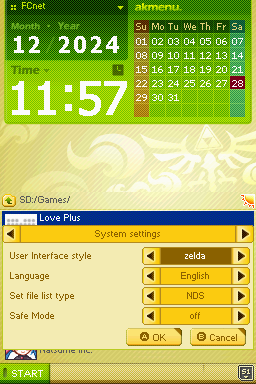 FCnet
akmenu.
Month Year
12 / 2024
Time
11:57
Su Mo Tu We Th Fr Sa
01 02 03 04 05 06 07
08 09 10 11 12 13 14
15 16 17 18 19 20 21
22 23 24 25 26 27 28
29 30 31
SD:/Games/
Love Plus
System settings
User Interface style zelda
Language English
Set file list type NDS
Safe Mode off
A OK B Cancel
Natsume Inc.
START
S1